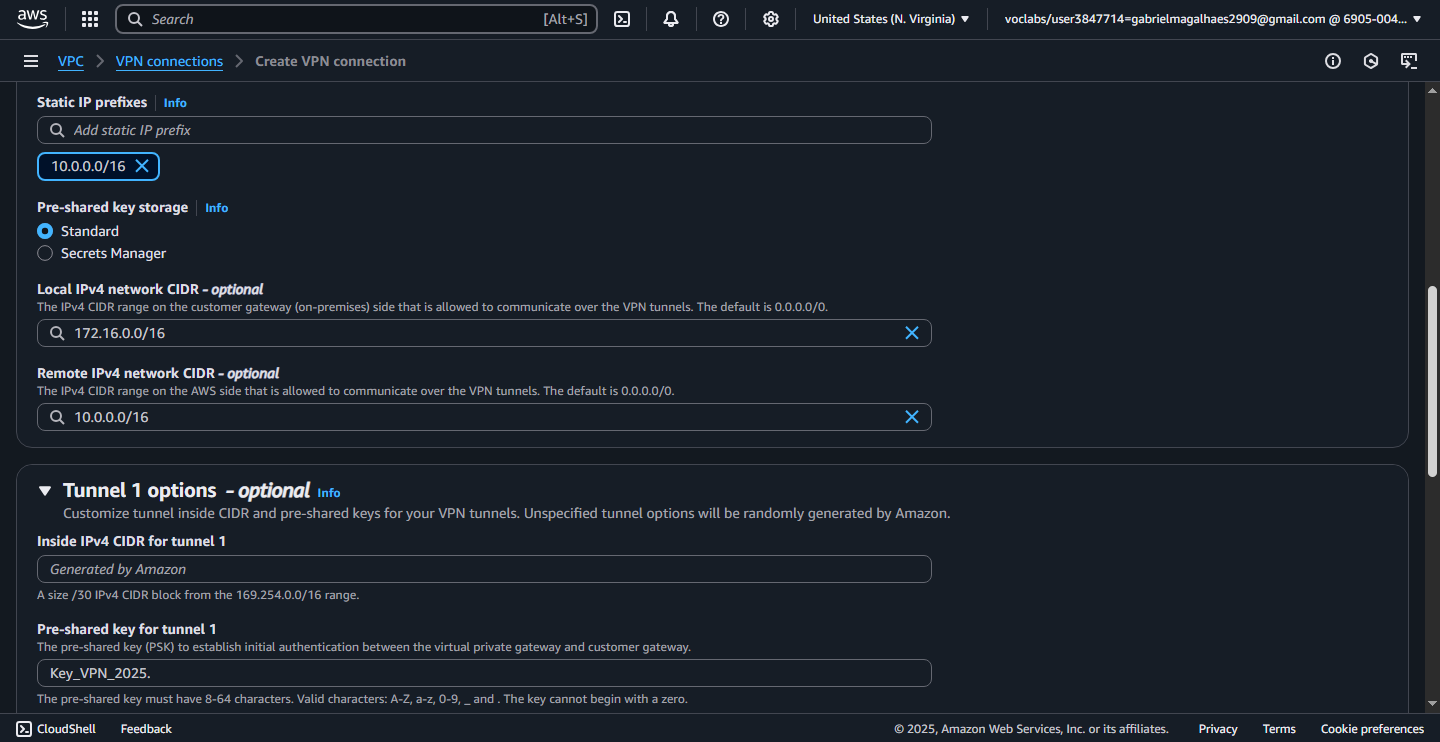 aws
Search [Alt+S]
United States (N. Virginia)
voclabs/user3847714=gabrielmagalhaes2909@gmail.com @ 6905-004...
VPC > VPN connections > Create VPN connection
Static IP prefixes Info
Add static IP prefix
10.0.0.0/16
Pre-shared key storage Info
Standard
Secrets Manager
Local IPv4 network CIDR - optional
The IPv4 CIDR range on the customer gateway (on-premises) side that is allowed to communicate over the VPN tunnels. The default is 0.0.0.0/0.
172.16.0.0/16
Remote IPv4 network CIDR - optional
The IPv4 CIDR range on the AWS side that is allowed to communicate over the VPN tunnels. The default is 0.0.0.0/0.
10.0.0.0/16
Tunnel 1 options - optional Info
Customize tunnel inside CIDR and pre-shared keys for your VPN tunnels. Unspecified tunnel options will be randomly generated by Amazon.
Inside IPv4 CIDR for tunnel 1
Generated by Amazon
A size /30 IPv4 CIDR block from the 169.254.0.0/16 range.
Pre-shared key for tunnel 1
The pre-shared key (PSK) to establish initial authentication between the virtual private gateway and customer gateway.
Key_VPN_2025.
The pre-shared key must have 8-64 characters. Valid characters: A-Z, a-z, 0-9, _ and . The key cannot begin with a zero.
CloudShell Feedback © 2025, Amazon Web Services, Inc. or its affiliates. Privacy Terms Cookie preferences